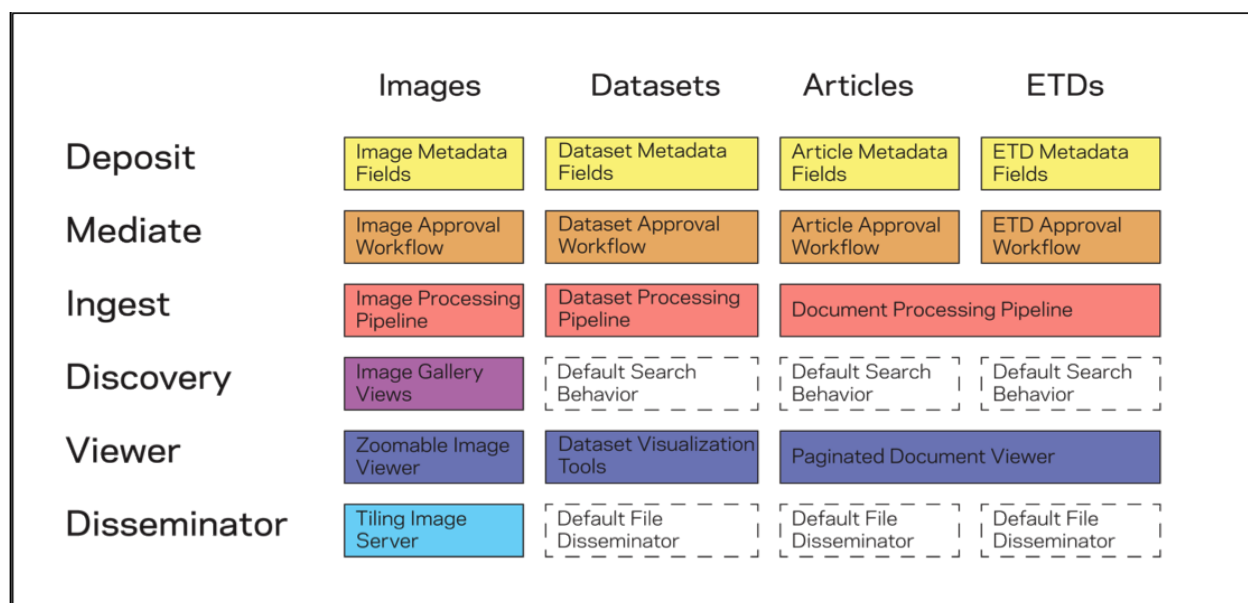 Images Datasets Articles ETDs
Deposit
Image Metadata
Fields
Dataset Metadata
Fields
Article Metadata
Fields
ETD Metadata
Fields
Mediate
Image Approval
Workflow
Dataset Approval
Workflow
Article Approval
Workflow
ETD Approval
Workflow
Ingest
Image Processing
Pipeline
Dataset Processing
Pipeline
Document Processing Pipeline
Discovery
Image Gallery
Views
Default Search
Behavior
Default Search
Behavior
Default Search
Behavior
Viewer
Zoomable Image
Viewer
Dataset Visualization
Tools
Paginated Document Viewer
Disseminator
Tiling Image
Server
Default File
Disseminator
Default File
Disseminator
Default File
Disseminator